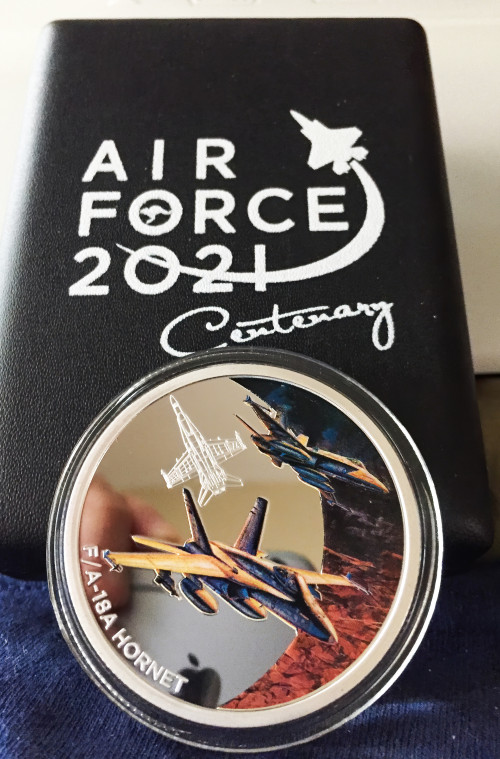 AIR
FORCE
2021
Centenary
F/A-18A HORNET